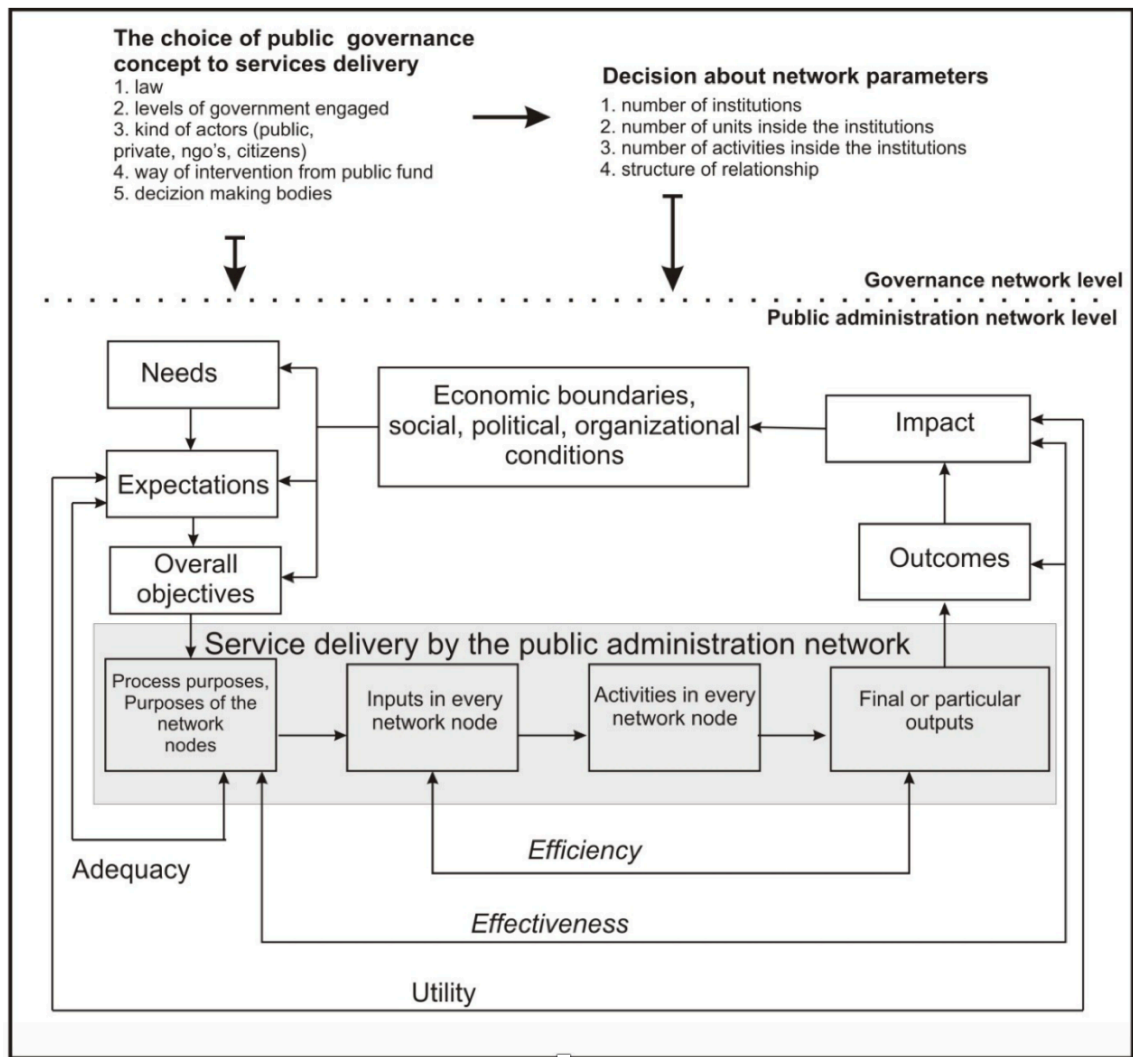 The choice of public governance
concept to services delivery
1. law
2. levels of government engaged
3. kind of actors (public,
private, ngo's, citizens)
4. way of intervention from public fund
5. decizion making bodies
Decision about network parameters
1. number of institutions
2. number of units inside the institutions
3. number of activities inside the institutions
4. structure of relationship
Governance network level
Public administration network level
Needs
Economic boundaries,
social, political, organizational
conditions
Impact
Expectations
Outcomes
Overall
objectives
Service delivery by the public administration network
Process purposes,
Purposes of the
network
nodes
Inputs in every
network node
Activities in every
network node
Final or particular
outputs
Efficiency
Adequacy
Effectiveness
Utility